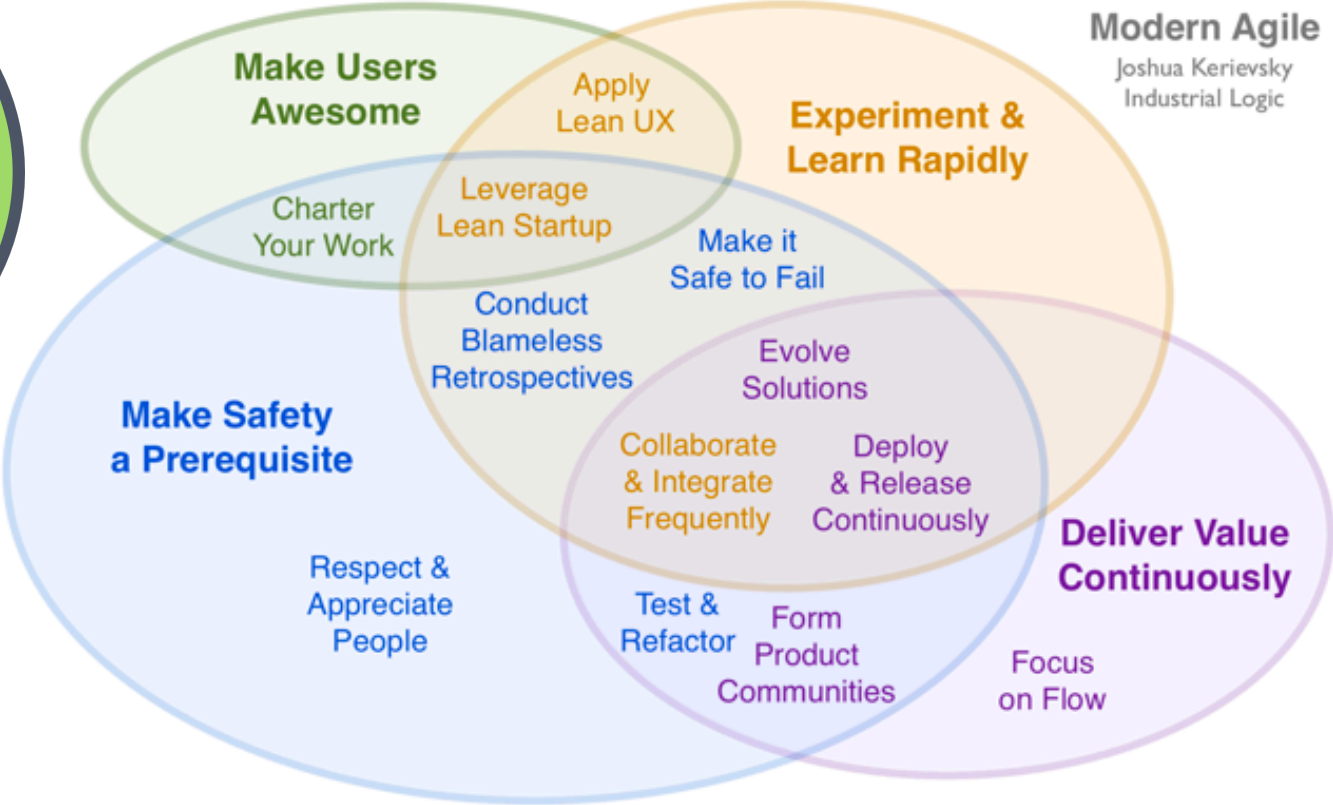 Modern Agile
Joshua Kerievsky
Industrial Logic
Make Users
Awesome
Apply
Lean UX
Experiment &
Learn Rapidly
Charter
Your Work
Leverage
Lean Startup
Make it
Safe to Fail
Conduct
Blameless
Retrospectives
Evolve
Solutions
Make Safety
a Prerequisite
Collaborate
& Integrate
Frequently
Deploy
& Release
Continuously
Deliver Value
Continuously
Respect &
Appreciate
People
Test &
Refactor
Form
Product
Communities
Focus
on Flow